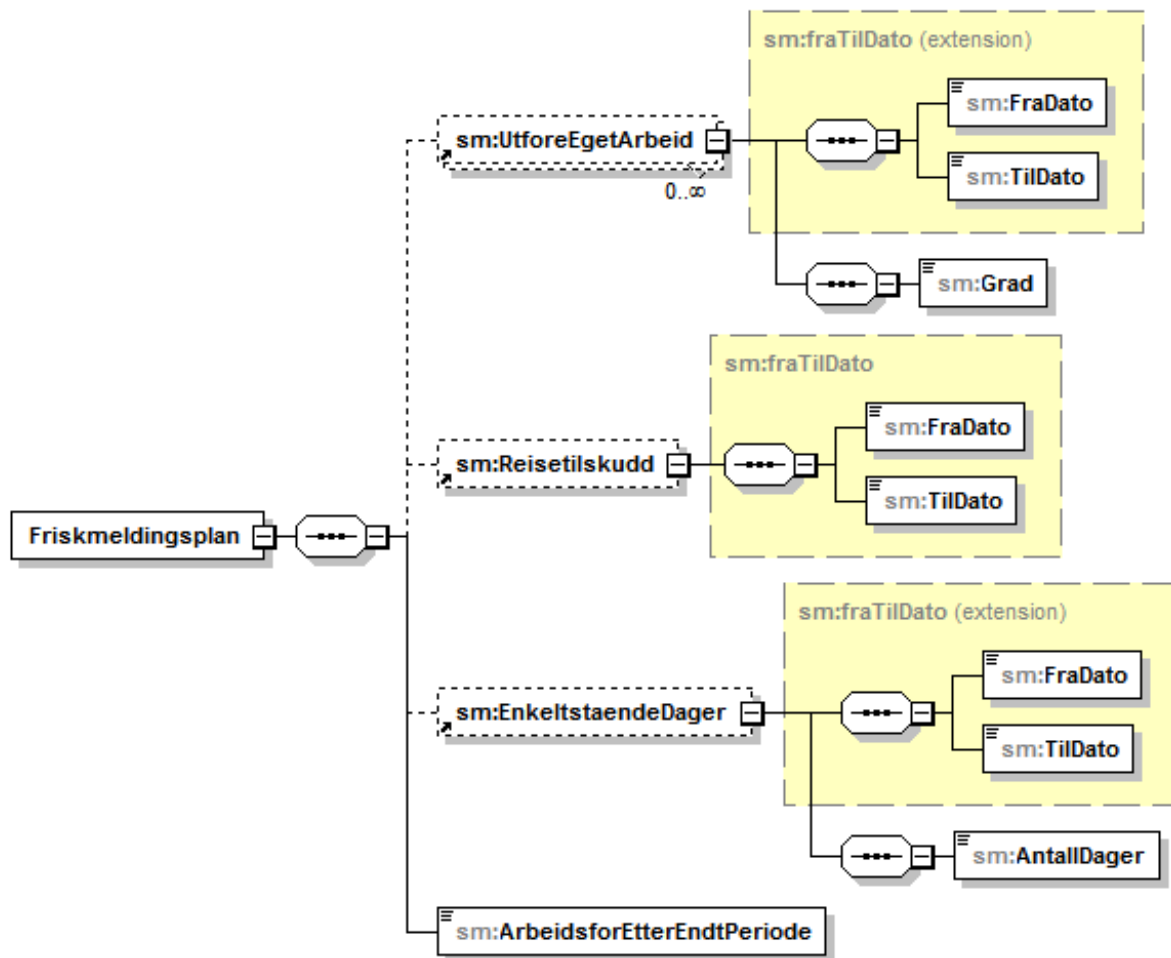 sm:fraTilDato (extension)
sm:FraDato
sm:UtforeEgetArbeid
sm:TilDato
0..∞
sm:Grad
sm:fraTilDato
sm:FraDato
sm:Reisetilskudd
sm:TilDato
Friskmeldingsplan
sm:fraTilDato (extension)
sm:FraDato
sm:EnkeltstaendeDager
sm:TilDato
sm:AntallDager
sm:ArbeidsforEtterEndtPeriode